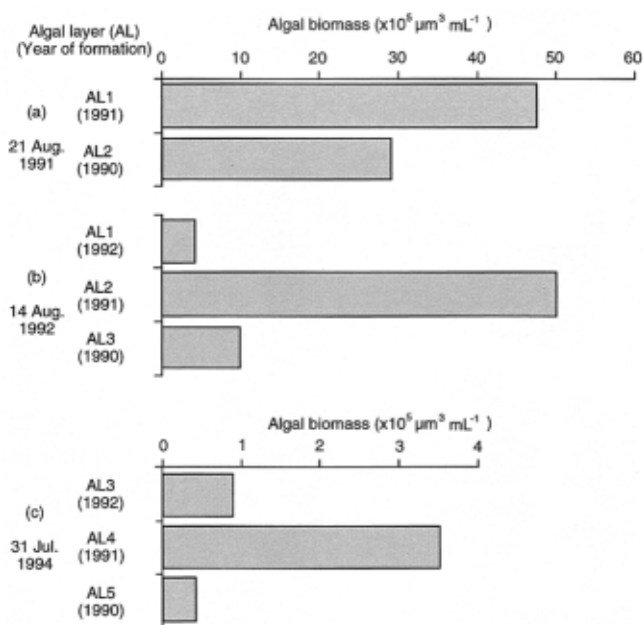 Algal layer (AL)
(Year of formation)
Algal biomass (x10⁵ µm³ mL⁻¹)
0 10 20 30 40 50 60
(a)
21 Aug.
1991
AL1
(1991)
AL2
(1990)
(b)
14 Aug.
1992
AL1
(1992)
AL2
(1991)
AL3
(1990)
Algal biomass (x10⁵ µm³ mL⁻¹)
0 1 2 3 4
(c)
31 Jul.
1994
AL3
(1992)
AL4
(1991)
AL5
(1990)